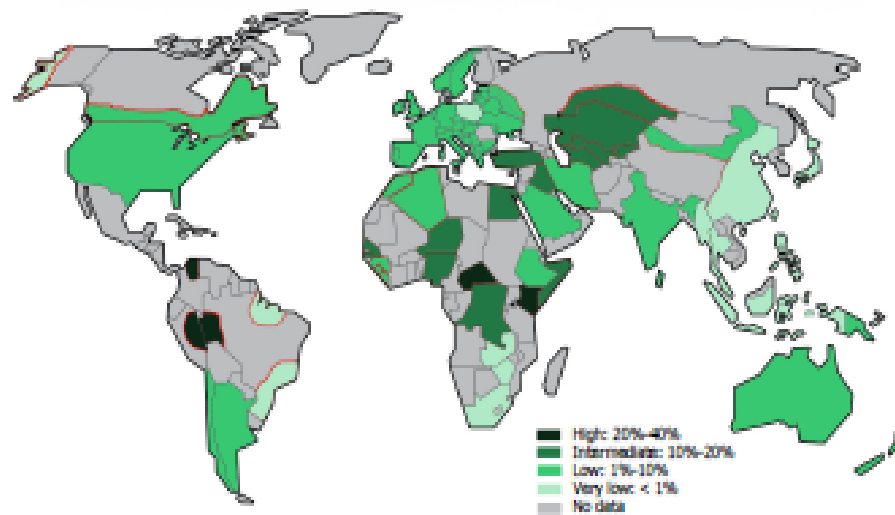 High: 20%-40%
Intermediate: 10%-20%
Low: 1%-10%
Very low: < 1%
No data